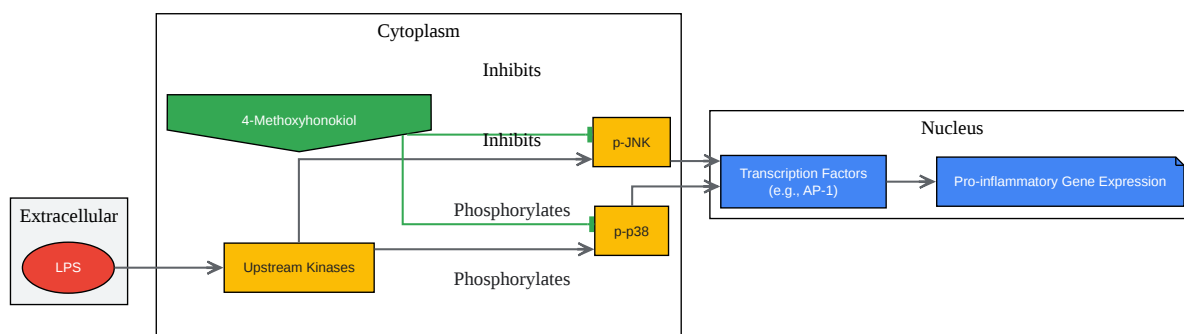 Cytoplasm
Inhibits
4-Methoxyhonokiol
Inhibits
p-JNK
Nucleus
Transcription Factors
(e.g., AP-1)
Pro-inflammatory Gene Expression
Extracellular
Phosphorylates
p-p38
LPS
Upstream Kinases
Phosphorylates